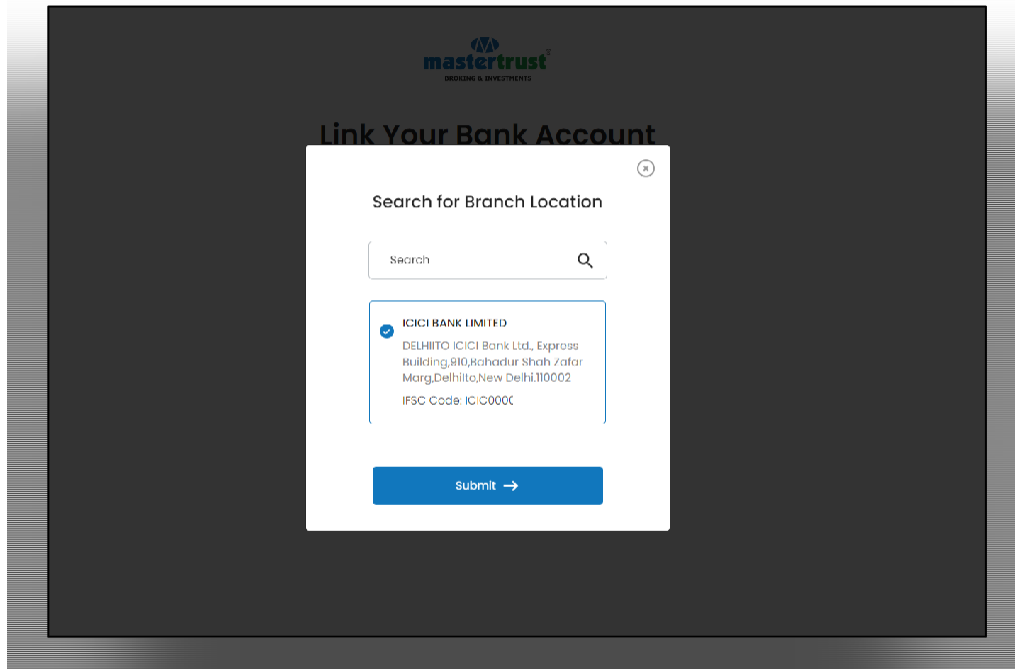 mastertrust
BROKING & INVESTMENTS
Link Your Bank Account
Search for Branch Location
Search
ICICI BANK LIMITED
DELHIITO ICICI Bank Ltd., Express
Building,910,Bahadur Shah Zafar
Marg,Delhiito,New Delhi.110002
IFSC Code: ICIC000
Submit →